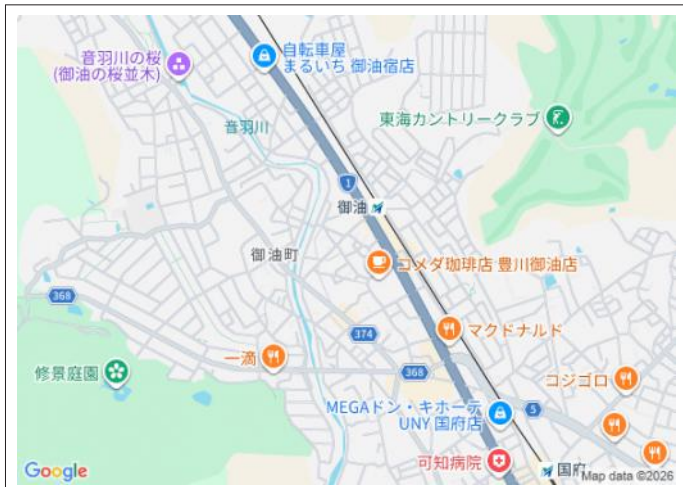 音羽川の桜
(御油の桜並木)
自転車屋
まるいち 御油宿店
音羽川
東海カントリークラブ
1
御油
御油町
コメダ珈琲店 豊川御油店
368
374
マクドナルド
一滴
368
修景庭園
コジゴロ
MEGAドン・キホーテ
UNY 国府店
5
可知病院
国府
Google
Map data ©2026